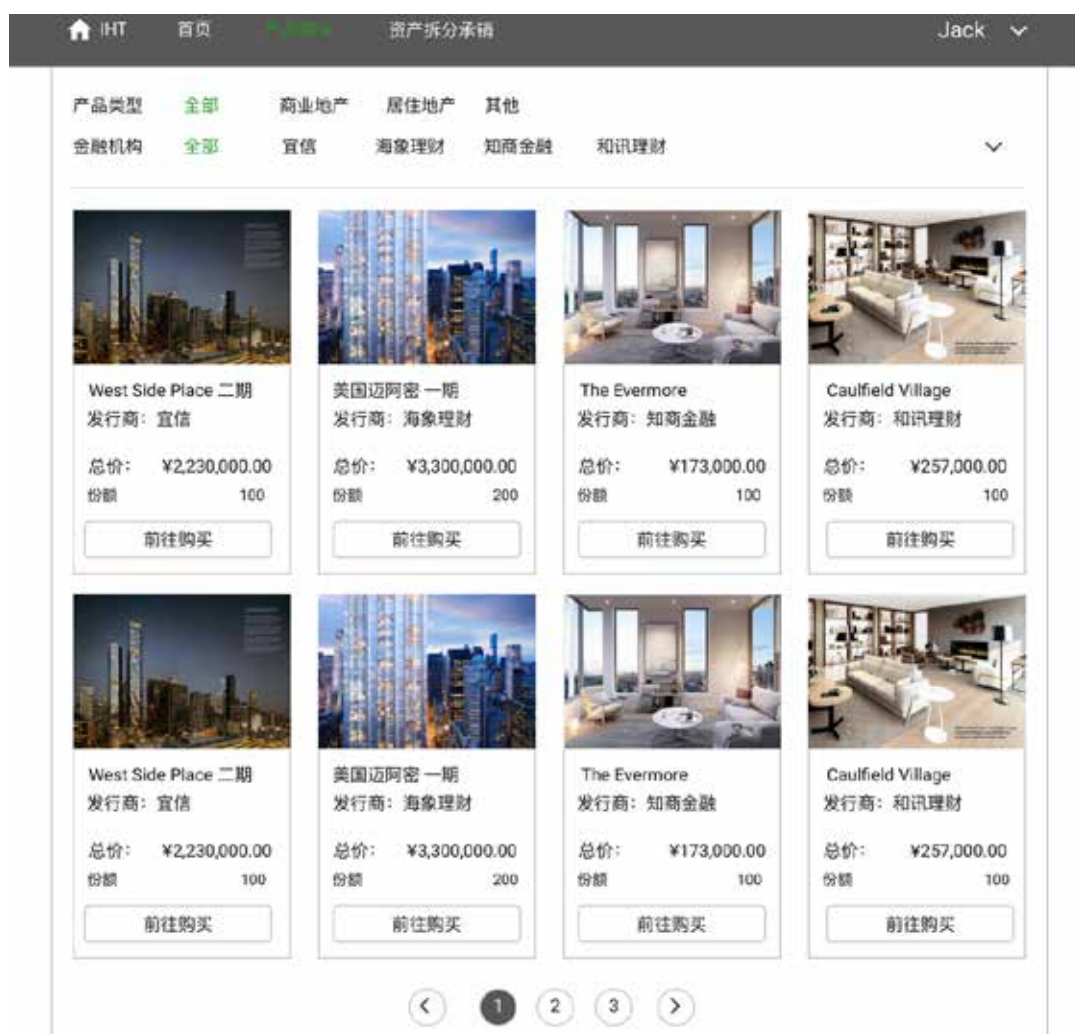 IHT 首页 资产拆分承销 Jack
产品类型 全部 商业地产 居住地产 其他
金融机构 全部 宜信 海象理财 知商金融 和讯理财
West Side Place 二期 美国迈阿密 一期 The Evermore Caulfield Village
发行商：宜信 发行商：海象理财 发行商：知商金融 发行商：和讯理财
总价： ¥2,230,000.00 总价： ¥3,300,000.00 总价： ¥173,000.00 总价： ¥257,000.00
份额 100 份额 200 份额 100 份额 100
前往购买 前往购买 前往购买 前往购买
West Side Place 二期 美国迈阿密 一期 The Evermore Caulfield Village
发行商：宜信 发行商：海象理财 发行商：知商金融 发行商：和讯理财
总价： ¥2,230,000.00 总价： ¥3,300,000.00 总价： ¥173,000.00 总价： ¥257,000.00
份额 100 份额 200 份额 100 份额 100
前往购买 前往购买 前往购买 前往购买
1 2 3